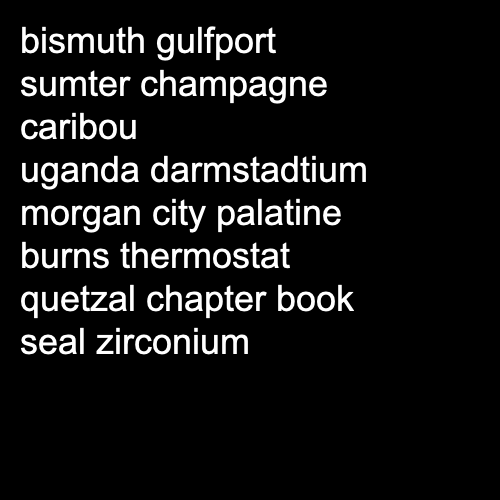 bismuth gulfport
sumter champagne
caribou
uganda darmstadtium
morgan city palatine
burns thermostat
quetzal chapter book
seal zirconium